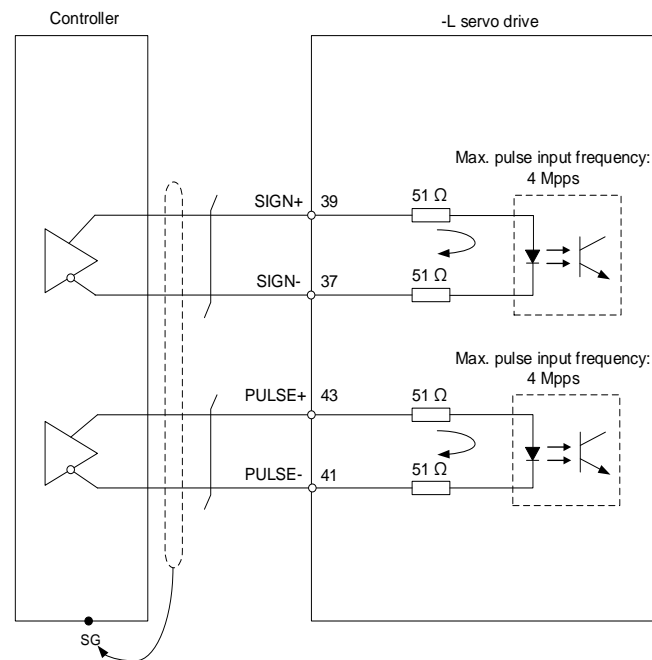 Controller
-L servo drive
Max. pulse input frequency:
4 Mpps
SIGN+ 39 51 Ω
SIGN- 37 51 Ω
Max. pulse input frequency:
4 Mpps
PULSE+ 43 51 Ω
PULSE- 41 51 Ω
SG